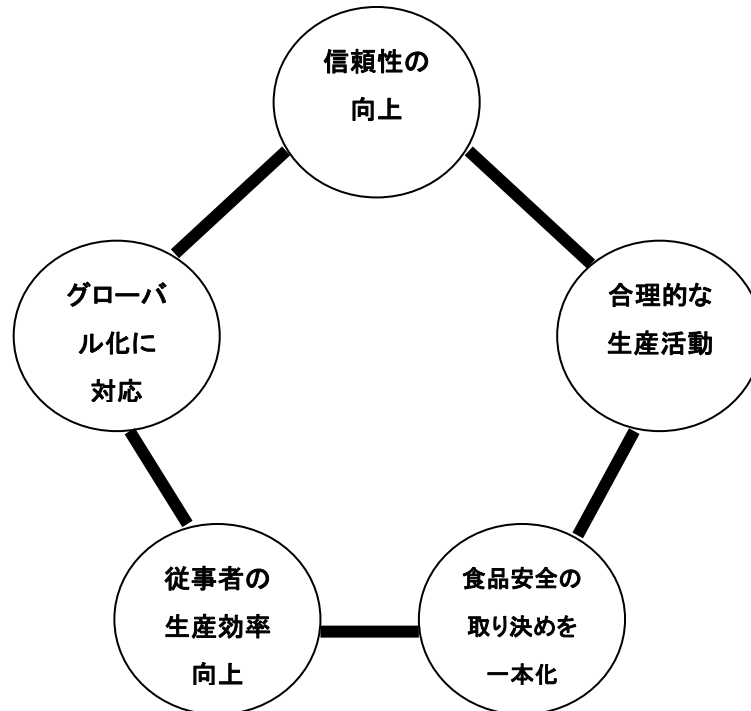 信頼性の
向上
グローバ
ル化に
対応
合理的な
生産活動
従事者の
生産効率
向上
食品安全の
取り決めを
一本化